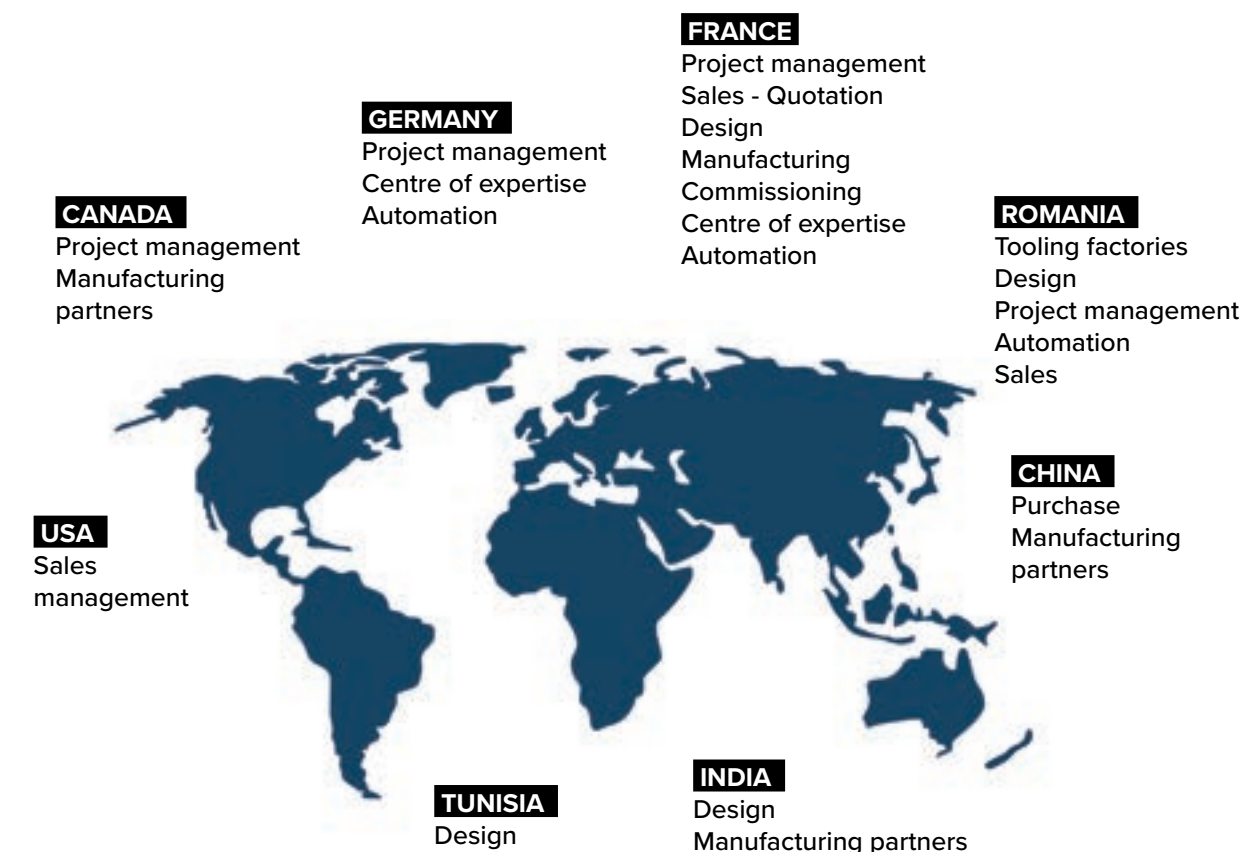 FRANCE
Project management
Sales - Quotation
Design
Manufacturing
Commissioning
Centre of expertise
Automation
GERMANY
Project management
Centre of expertise
Automation
CANADA
Project management
Manufacturing
partners
ROMANIA
Tooling factories
Design
Project management
Automation
Sales
CHINA
Purchase
Manufacturing
partners
USA
Sales
management
TUNISIA
Design
INDIA
Design
Manufacturing partners